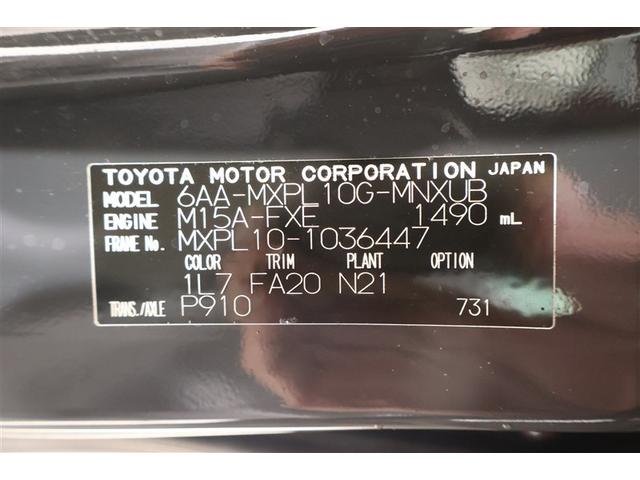 TOYOTA MOTOR CORPORATION JAPAN
MODEL 6AA-MXPL10G-MNXUB
ENGINE M15A-FXE 1490 mL
FRAME No. MXPL10-1036447
COLOR TRIM PLANT OPTION
1L7 FA20 N21
TRANS./AXLE P910 731